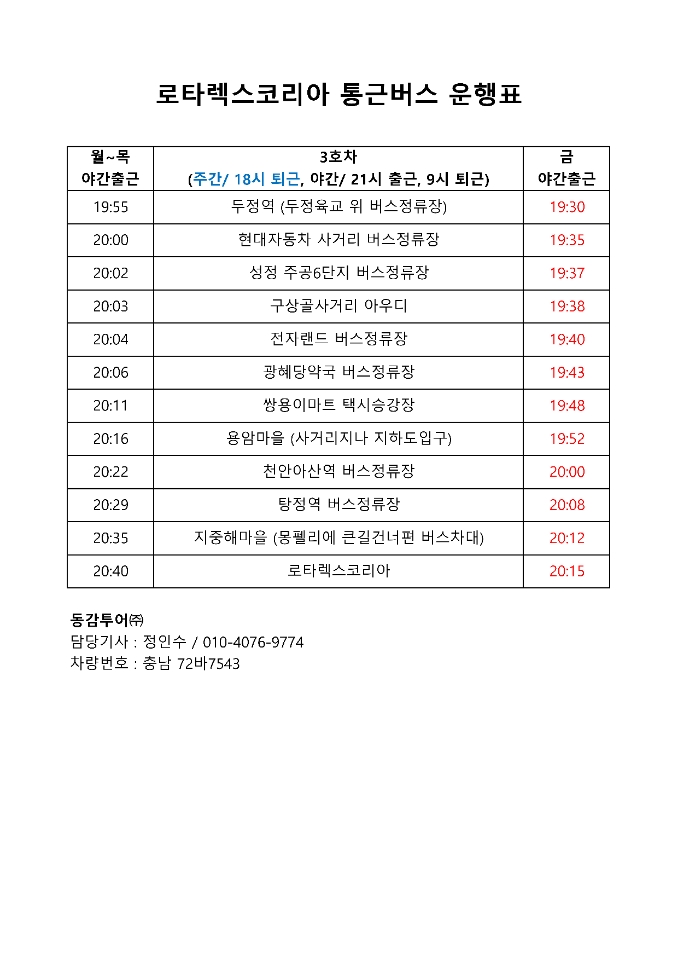 로타렉스코리아 통근버스 운행표
월~목 야간출근 3호차 (주간/ 18시 퇴근, 야간/ 21시 출근, 9시 퇴근) 금 야간출근
19:55 두정역 (두정육교 위 버스정류장) 19:30
20:00 현대자동차 사거리 버스정류장 19:35
20:02 성정 주공6단지 버스정류장 19:37
20:03 구상골사거리 아우디 19:38
20:04 전자랜드 버스정류장 19:40
20:06 광혜당약국 버스정류장 19:43
20:11 쌍용이마트 택시승강장 19:48
20:16 용암마을 (사거리지나 지하도입구) 19:52
20:22 천안아산역 버스정류장 20:00
20:29 탕정역 버스정류장 20:08
20:35 지중해마을 (몽펠리에 큰길건너편 버스차대) 20:12
20:40 로타렉스코리아 20:15
동감투어㈜
담당기사 : 정인수 / 010-4076-9774
차량번호 : 충남 72바7543